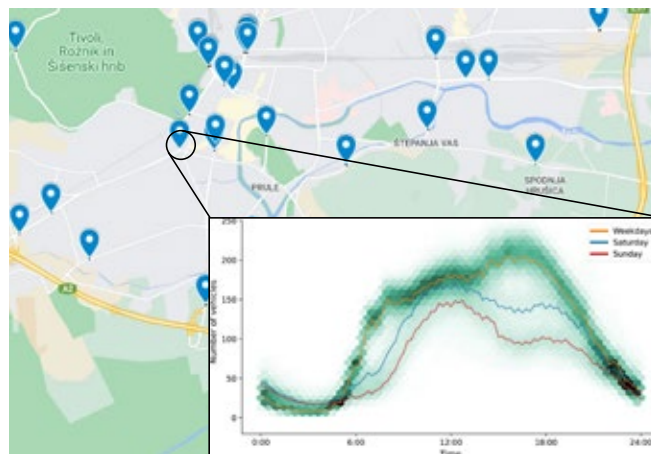 Tivoli,
Rožnik in
Šišenski hrib
ŠTEPANJA VAS
SPODNJA
HRUŠICA
PRULE
A2
250
Weekdays
Saturday
Sunday
200
150
100
50
0
Number of vehicles
0:00
6:00
12:00
18:00
24:00
Time